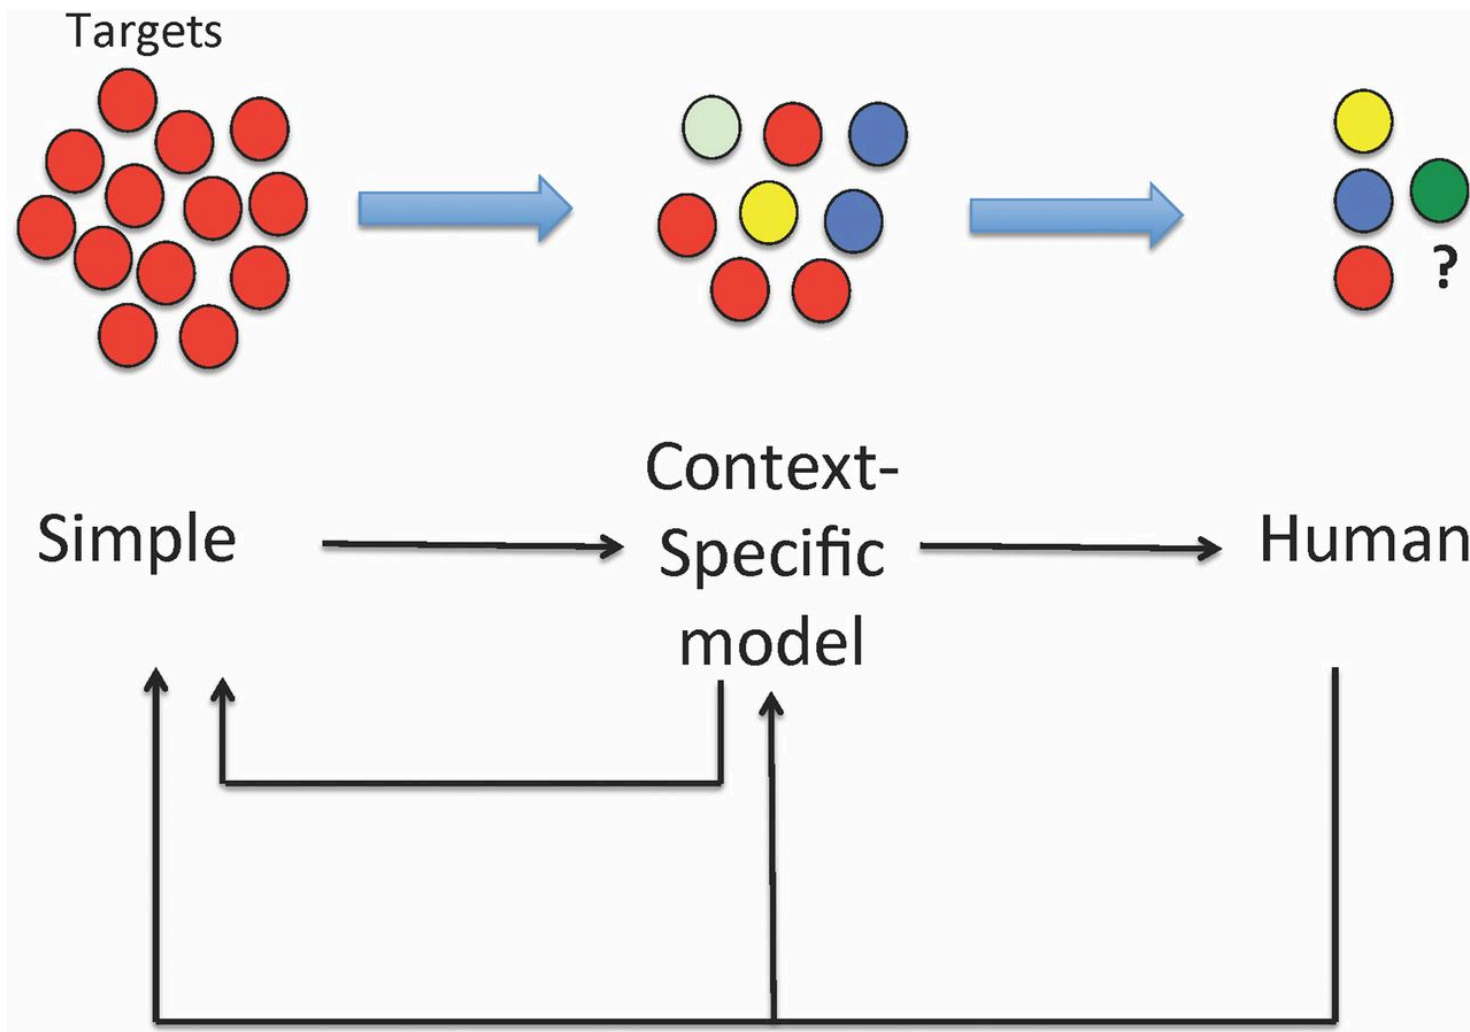 Targets
?
Simple
Context-
Specific
model
Human